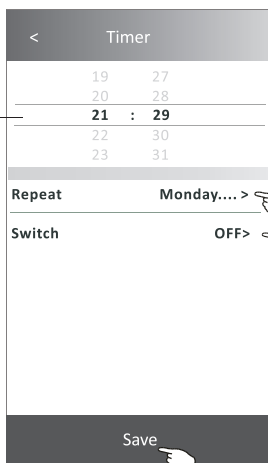 < Timer
19 27
20 28
21 : 29
22 30
23 31
Repeat Monday.... >
Switch OFF>
Save